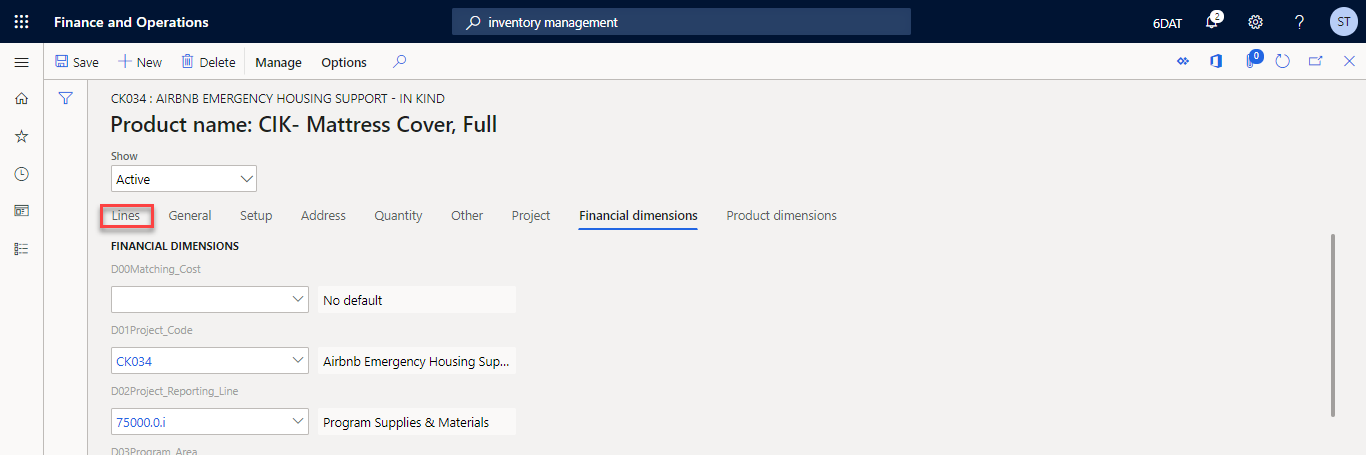 Finance and Operations
inventory management
6DAT
2
?
ST
Save
New
Delete
Manage
Options
0
CK034 : AIRBNB EMERGENCY HOUSING SUPPORT - IN KIND
Product name: CIK- Mattress Cover, Full
Show
Active
Lines General Setup Address Quantity Other Project Financial dimensions Product dimensions
FINANCIAL DIMENSIONS
D00Matching_Cost
No default
D01Project_Code
CK034 Airbnb Emergency Housing Sup...
D02Project_Reporting_Line
75000.0.i Program Supplies & Materials
D03Program_Area